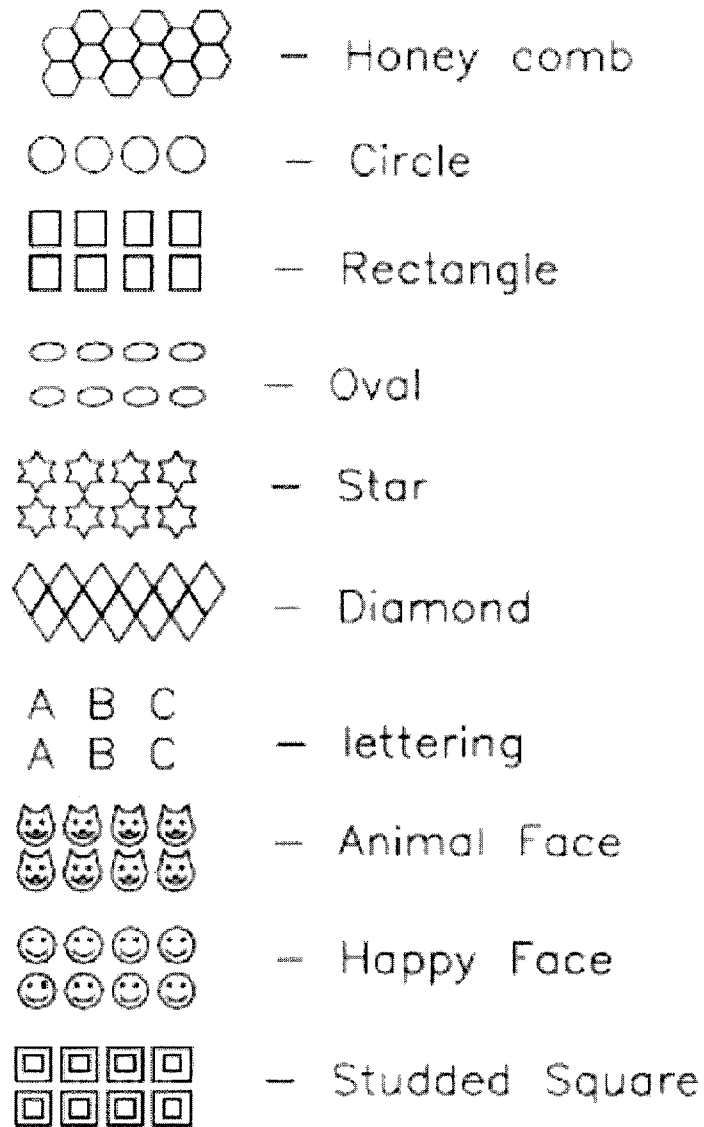 – Honey comb
– Circle
– Rectangle
– Oval
– Star
– Diamond
A B C
A B C
– lettering
– Animal Face
– Happy Face
– Studded Square